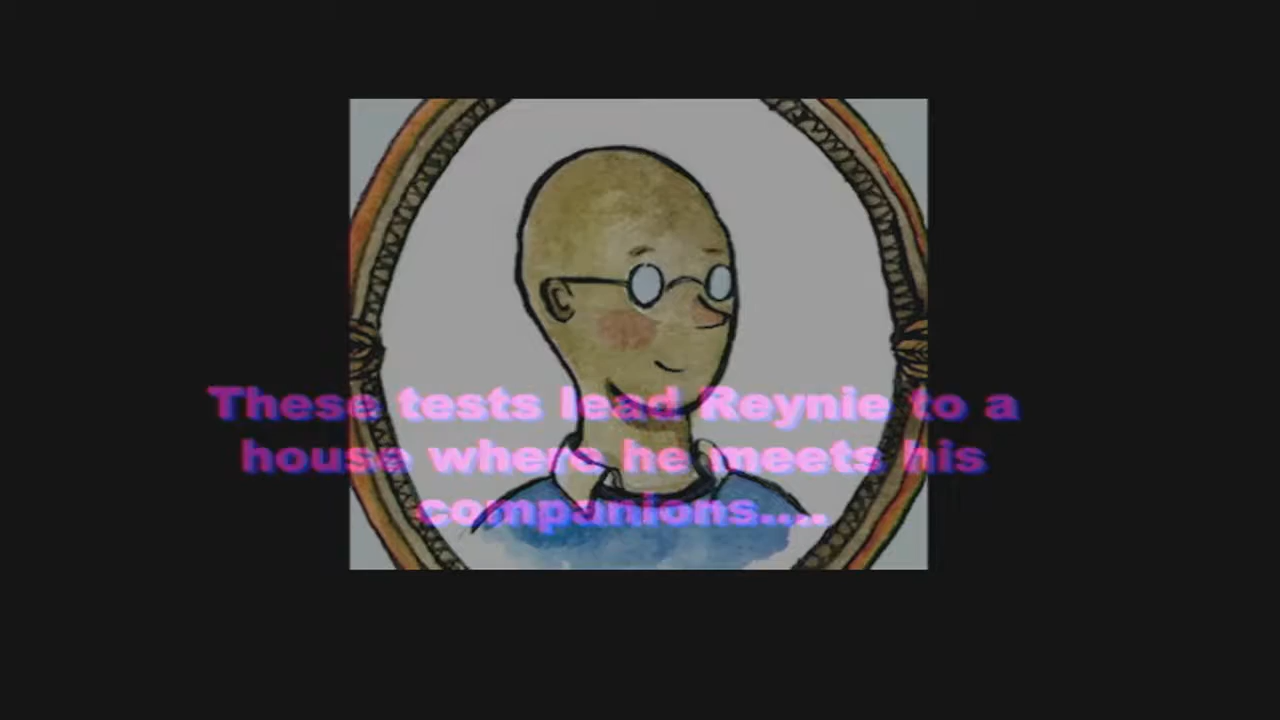 These tests lead Reynie to a
house where he meets his
companions....